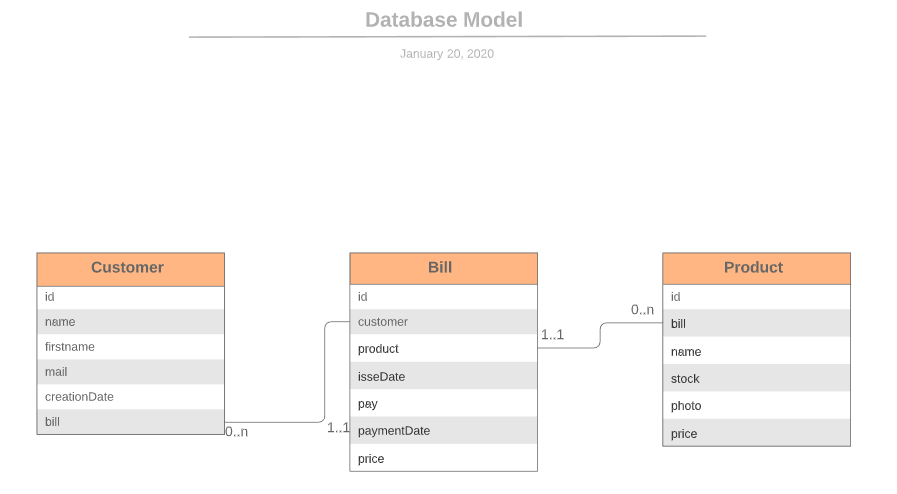 Database Model
January 20, 2020
Customer
id
name
firstname
mail
creationDate
bill
0..n
1..1
Bill
id
customer
product
isseDate
pay
paymentDate
price
1..1
0..n
Product
id
bill
name
stock
photo
price